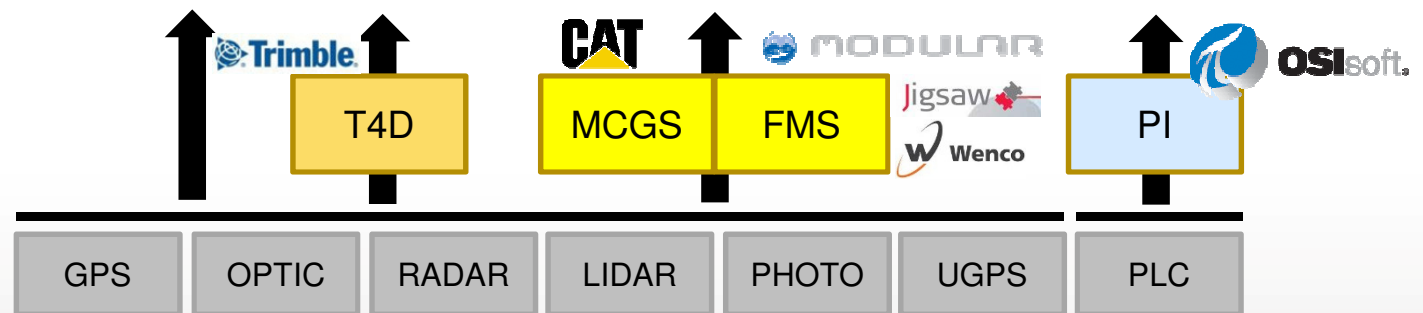 Trimble.
CAT
MODULAR
OSIsoft.
T4D
MCGS
FMS
Jigsaw
Wenco
PI
GPS
OPTIC
RADAR
LIDAR
PHOTO
UGPS
PLC